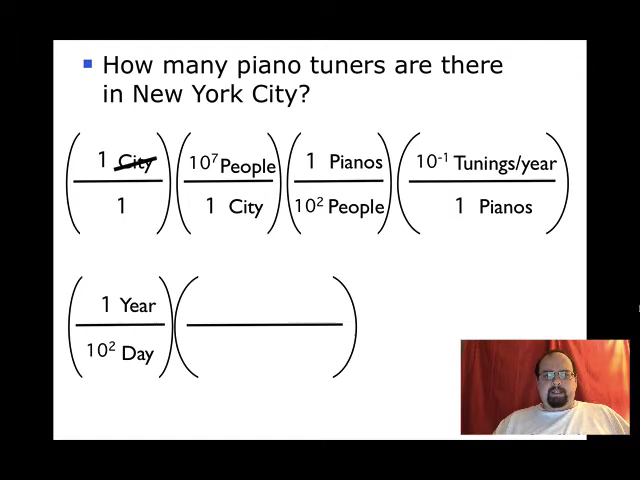 How many piano tuners are there
in New York City?
1 City 10⁷ People 1 Pianos 10⁻¹ Tunings/year
1 1 City 10² People 1 Pianos
1 Year
10² Day